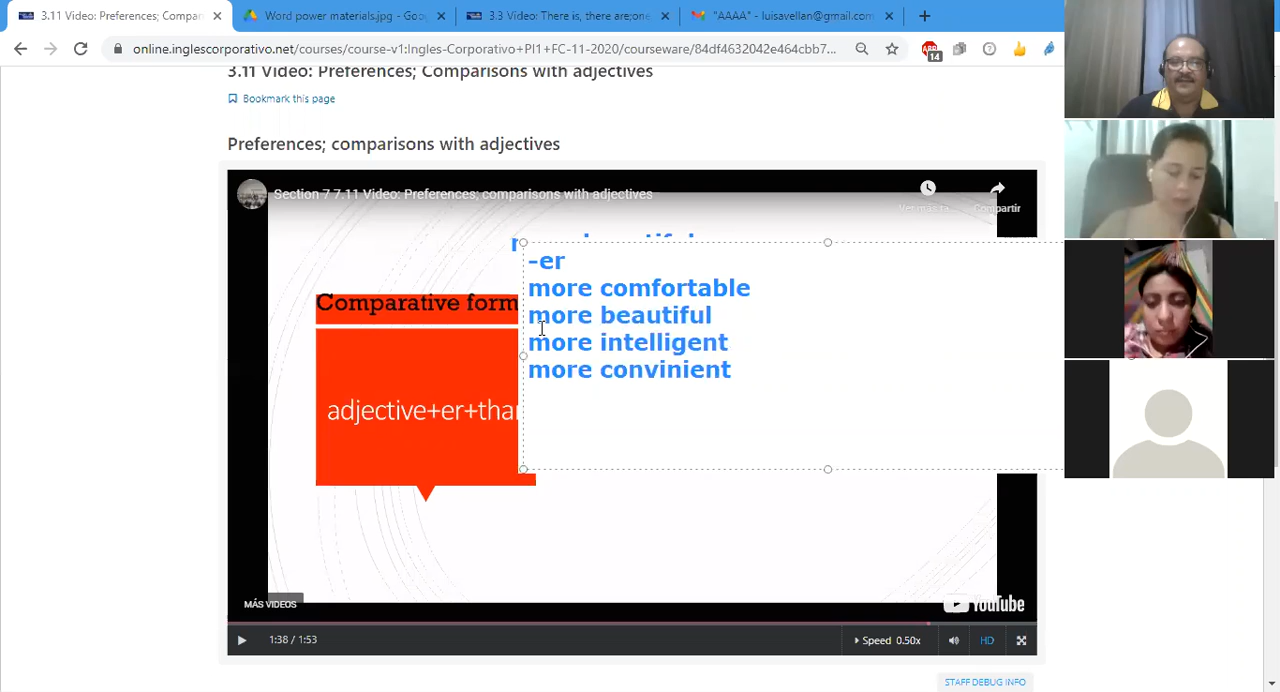 3.11 Video: Preferences; Compar
Word power materials.jpg - Goo
3.3 Video: There is, there are;one
"AAAA" - luisavellan@gmail.com
online.inglescorporativo.net/courses/course-v1:Ingles-Corporativo+PI1+FC-11-2020/courseware/84df4632042e464cbb7...
14
3.11 Video: Preferences; Comparisons with adjectives
Bookmark this page
Preferences; comparisons with adjectives
Section 7 7.11 Video: Preferences; comparisons with adjectives
Compartir
-er
more comfortable
Comparative form
more beautiful
more intelligent
more convinient
adjective+er+than
MÁS VIDEOS
YouTube
1:38 / 1:53
Speed 0.50x
HD
STAFF DEBUG INFO